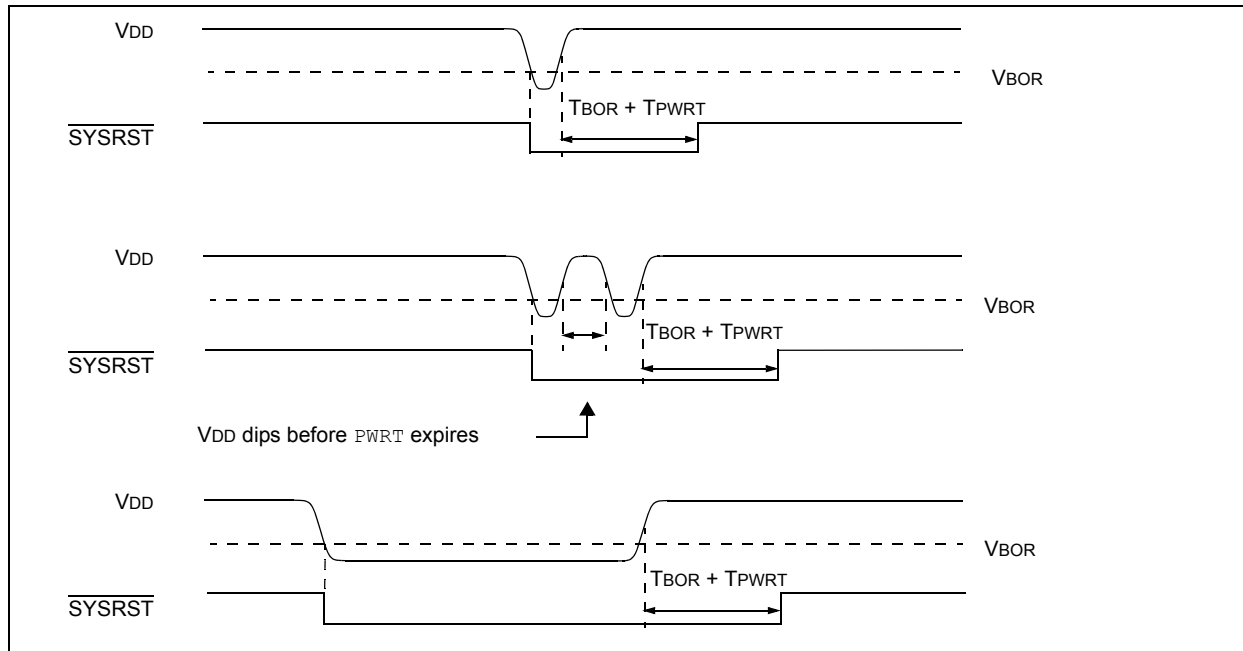 VDD
VBOR
TBOR + TPWRT
SYSRST
VDD
VBOR
TBOR + TPWRT
SYSRST
VDD dips before PWRT expires
VDD
VBOR
TBOR + TPWRT
SYSRST